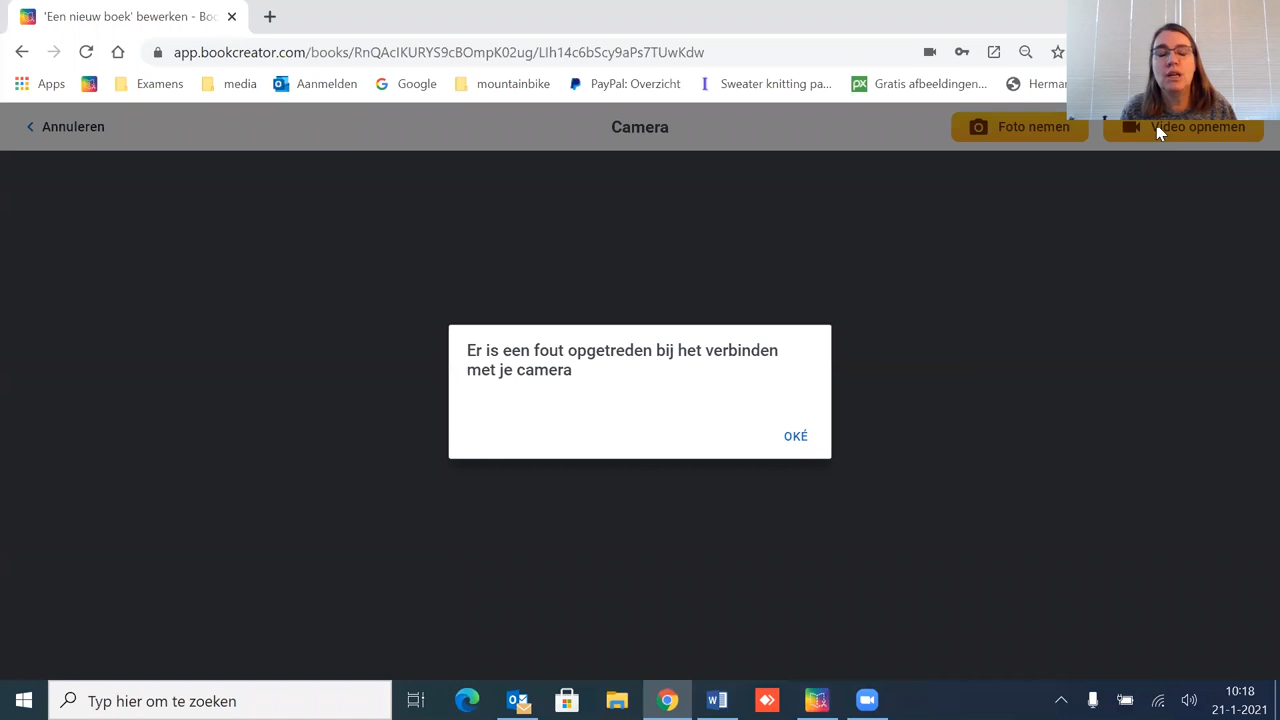 'Een nieuw boek' bewerken - Boo
app.bookcreator.com/books/RnQAcIKURYS9cBOmpK02ug/LIh14c6bScy9aPs7TUwKdw
Apps Examens media Aanmelden Google mountainbike PayPal: Overzicht Sweater knitting pa... Gratis afbeeldingen... Herma
Annuleren Camera Foto nemen Video opnemen
Er is een fout opgetreden bij het verbinden
met je camera
OKÉ
Typ hier om te zoeken
10:18
21-1-2021